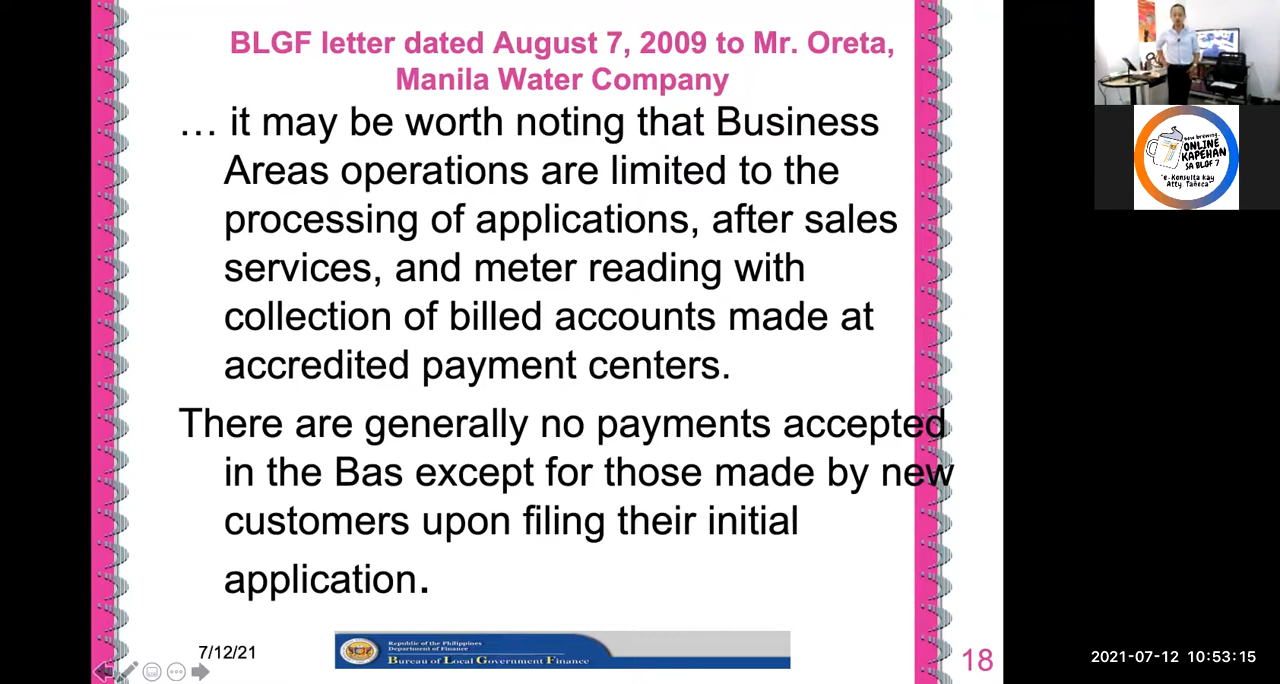 BLGF letter dated August 7, 2009 to Mr. Oreta,
Manila Water Company
… it may be worth noting that Business
Areas operations are limited to the
processing of applications, after sales
services, and meter reading with
collection of billed accounts made at
accredited payment centers.
There are generally no payments accepted
in the Bas except for those made by new
customers upon filing their initial
application.
7/12/21
Republic of the Philippines
Department of Finance
Bureau of Local Government Finance
18
now brewing..
ONLINE
KAPEHAN
SA BLGF 7
"e-Konsulta kay
Atty. Tañeca"
2021-07-12 10:53:15